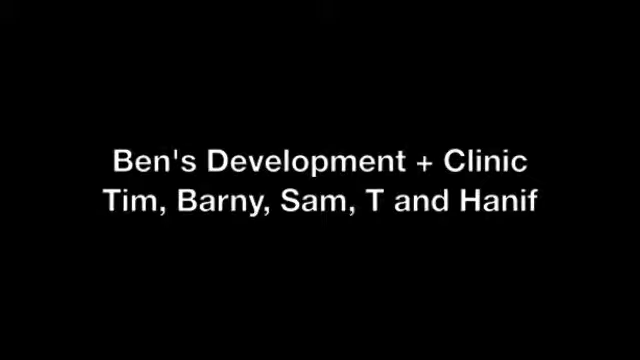 Ben's Development + Clinic
Tim, Barny, Sam, T and Hanif